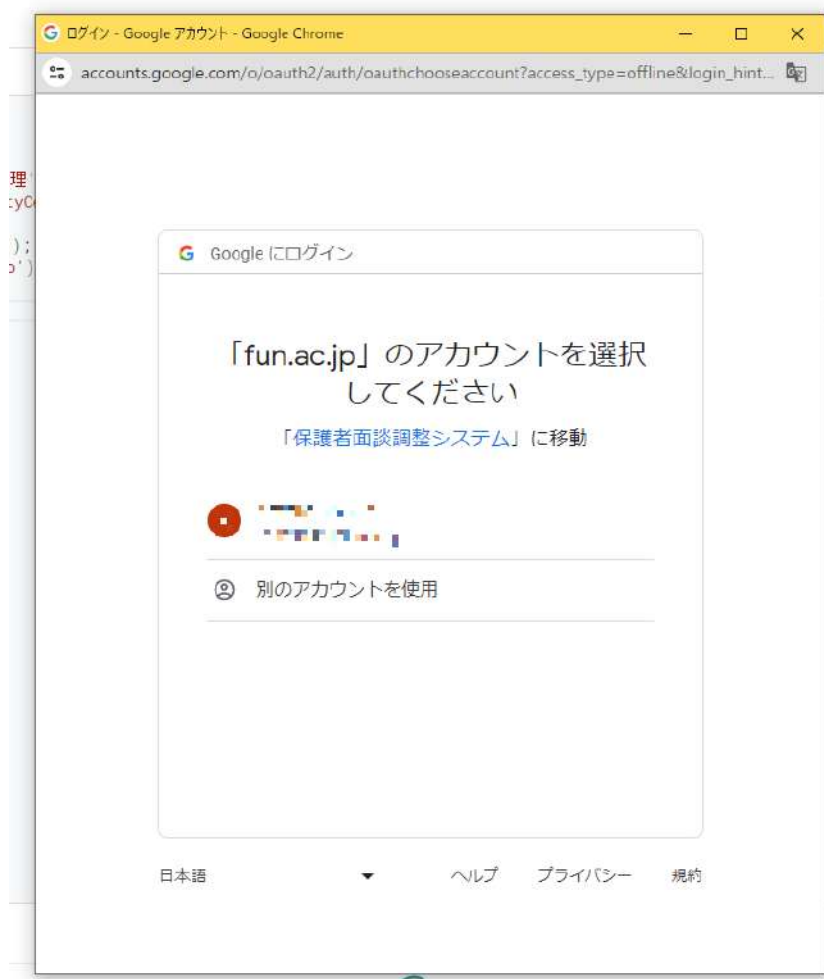 ログイン - Google アカウント - Google Chrome
accounts.google.com/o/oauth2/auth/oauthchooseaccount?access_type=offline&login_hint...
理'
);
')
G Google にログイン
「fun.ac.jp」のアカウントを選択
してください
「保護者面談調整システム」に移動
別のアカウントを使用
日本語 ヘルプ プライバシー 規約